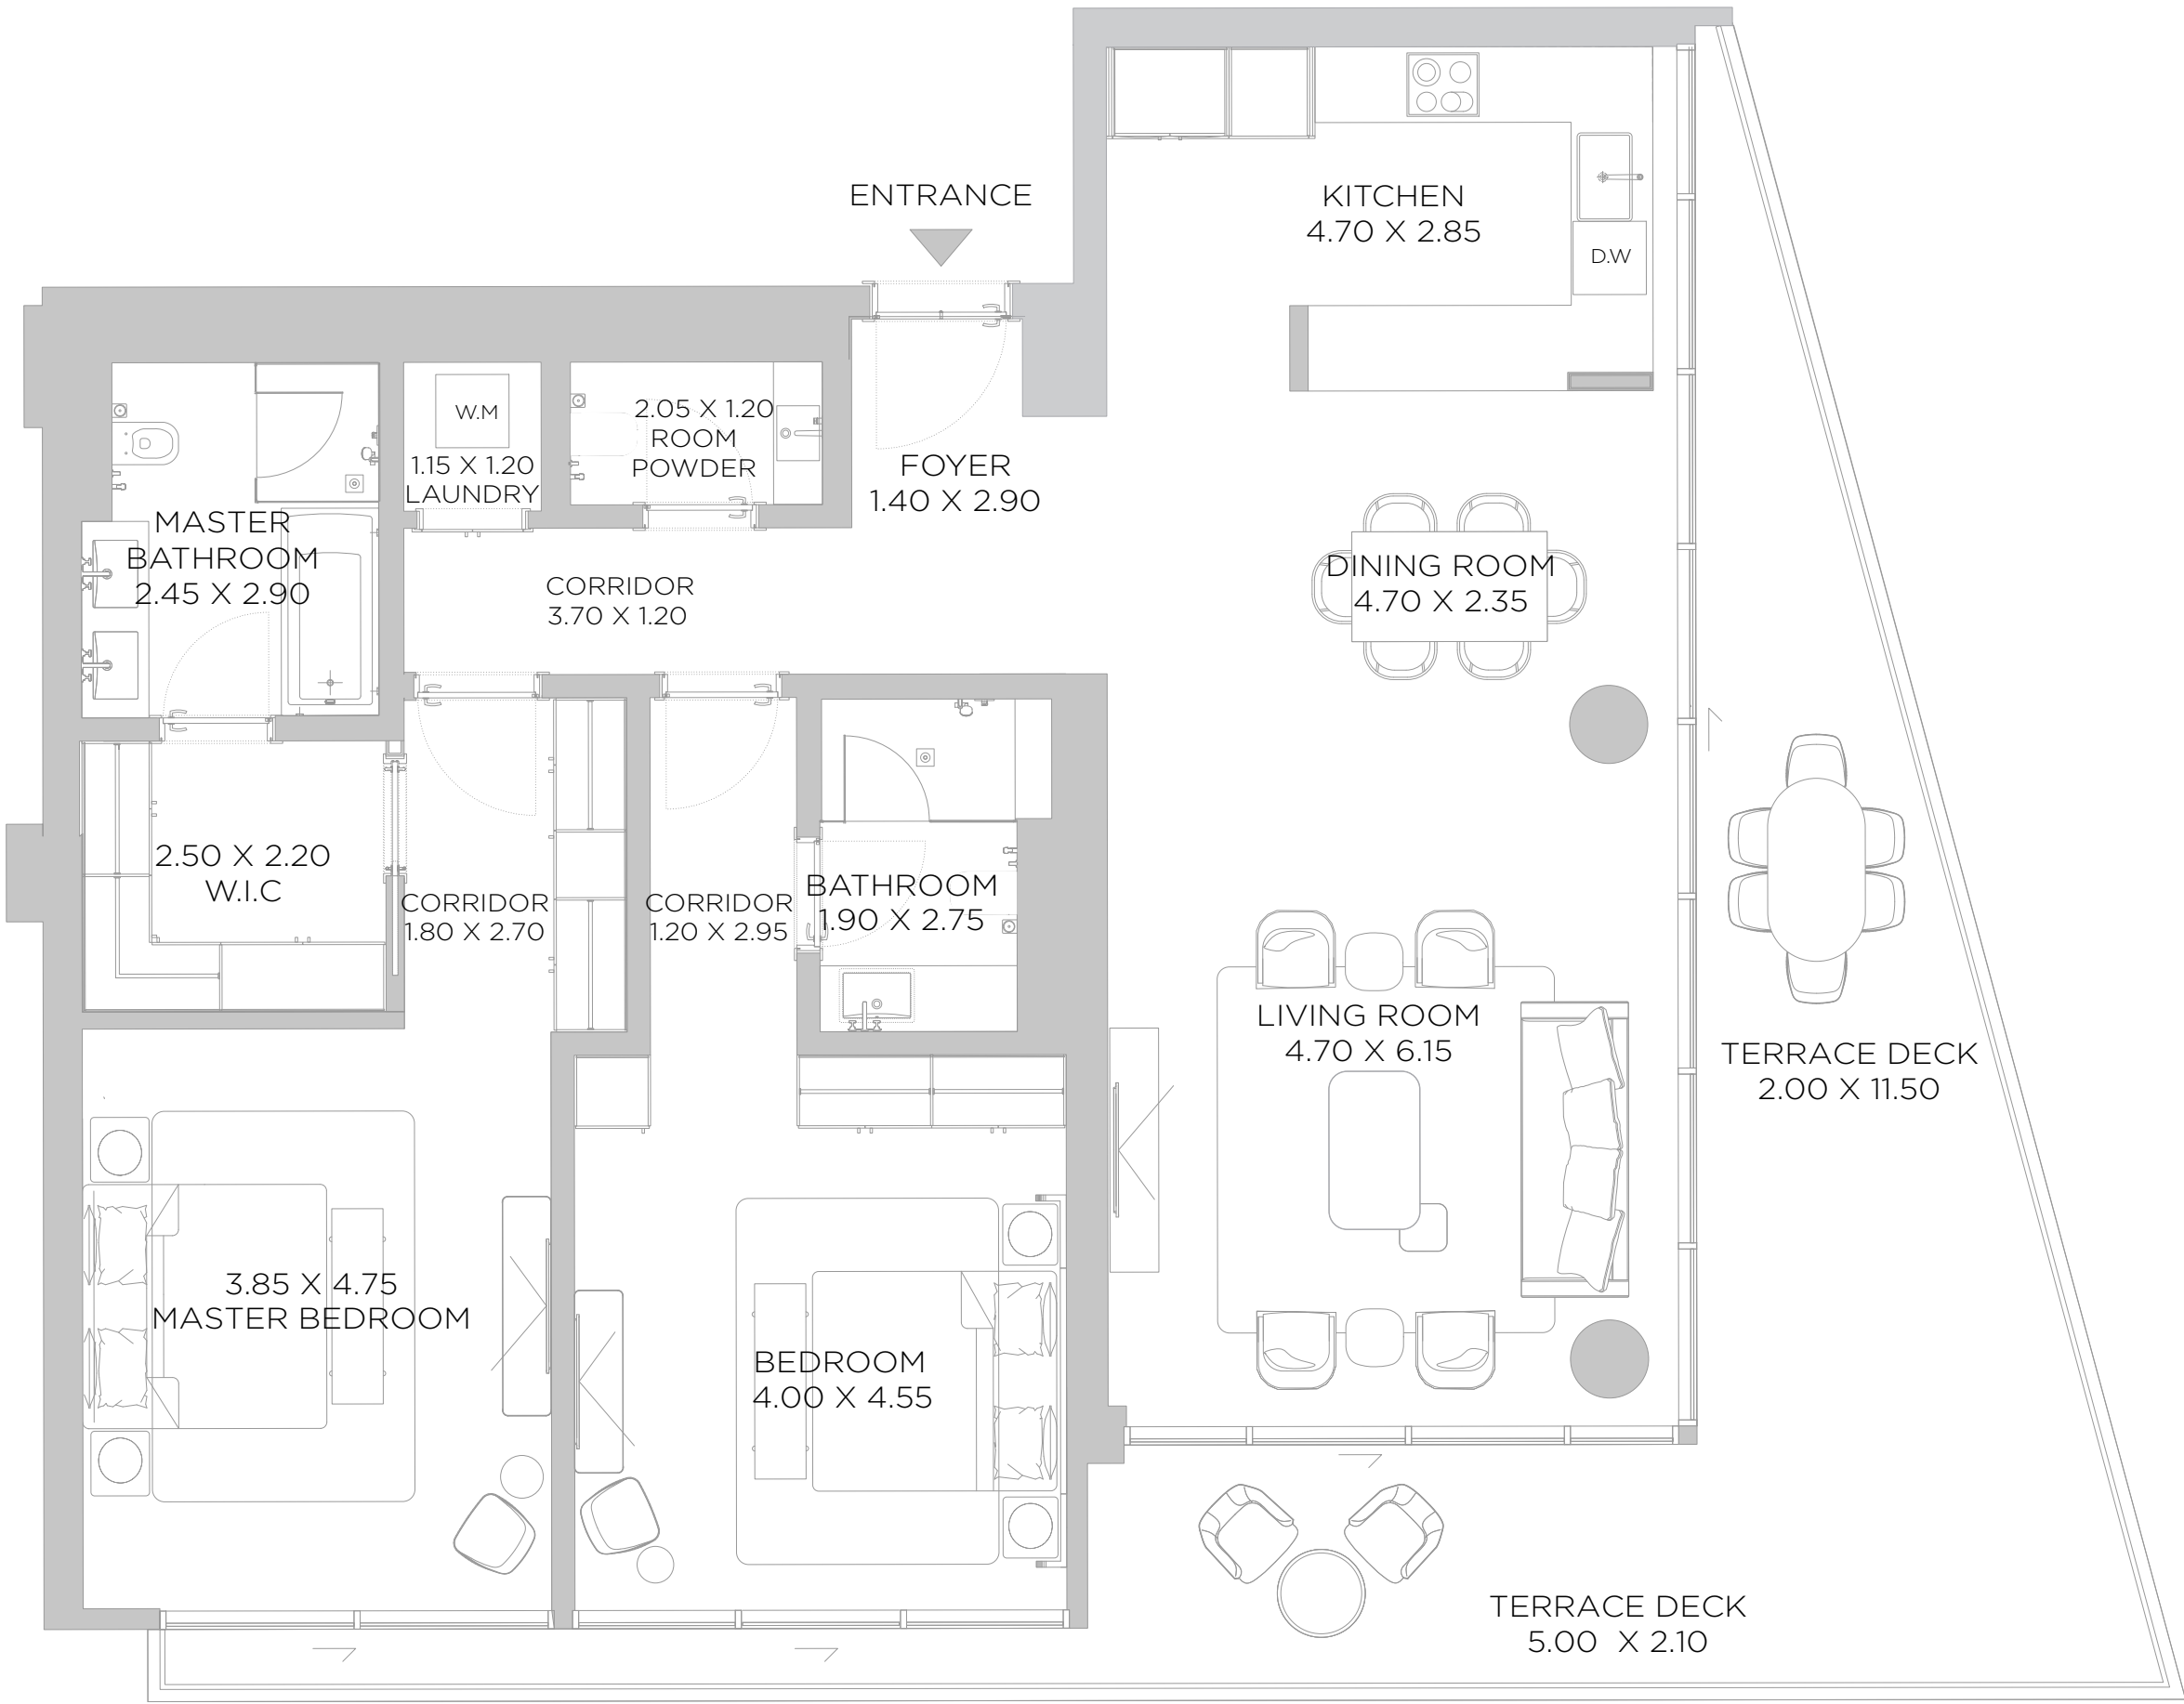 ENTRANCE
KITCHEN
4.70 X 2.85
D.W
W.M
1.15 X 1.20
LAUNDRY
2.05 X 1.20
ROOM
POWDER
FOYER
1.40 X 2.90
MASTER
BATHROOM
2.45 X 2.90
CORRIDOR
3.70 X 1.20
DINING ROOM
4.70 X 2.35
2.50 X 2.20
W.I.C
CORRIDOR
1.80 X 2.70
CORRIDOR
1.20 X 2.95
BATHROOM
1.90 X 2.75
LIVING ROOM
4.70 X 6.15
TERRACE DECK
2.00 X 11.50
3.85 X 4.75
MASTER BEDROOM
BEDROOM
4.00 X 4.55
TERRACE DECK
5.00 X 2.10